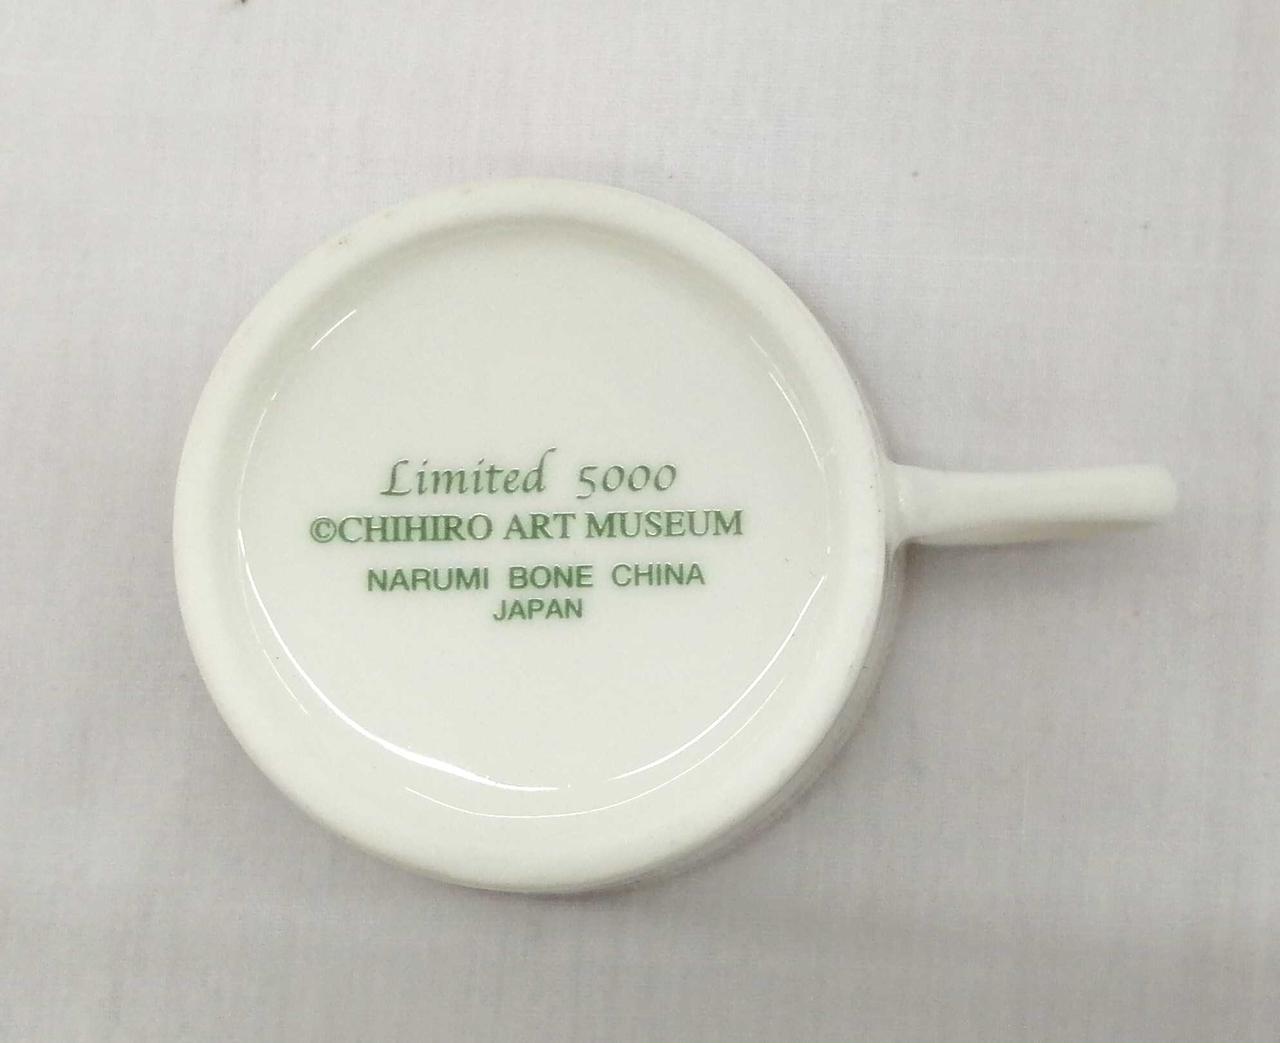 Limited 5000
©CHIHIRO ART MUSEUM
NARUMI BONE CHINA
JAPAN